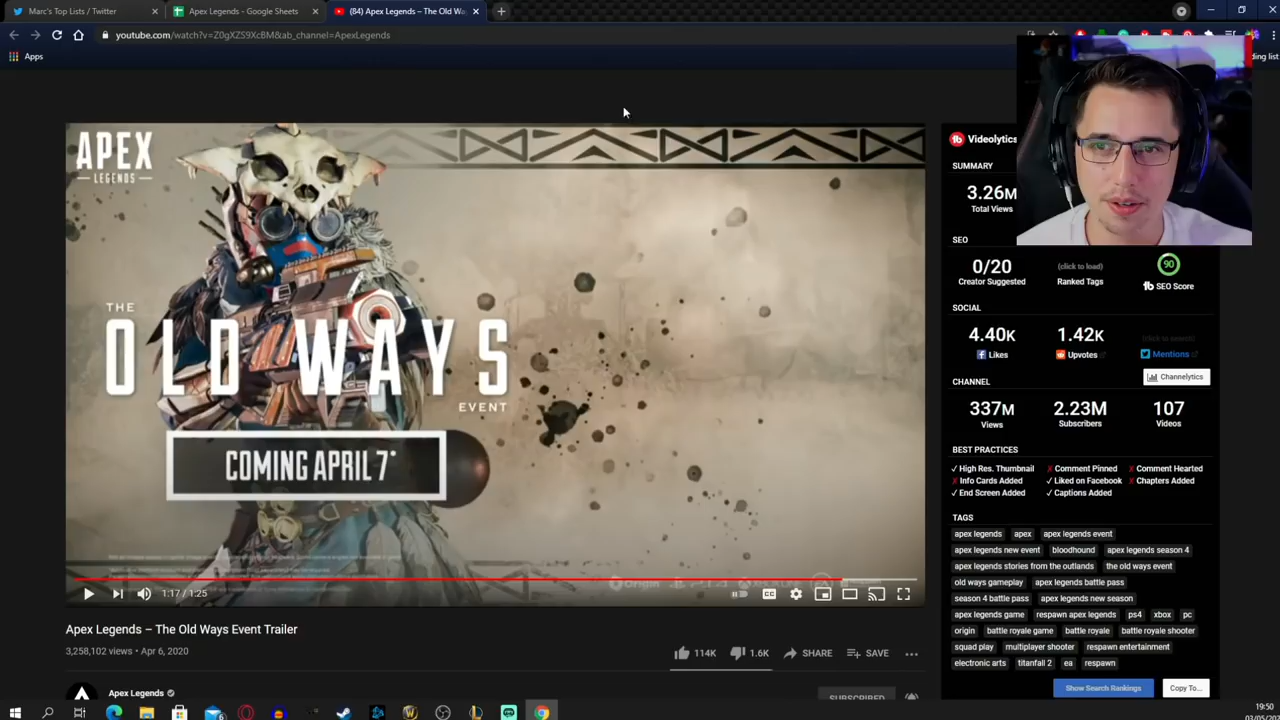 Marc's Top Lists / Twitter
Apex Legends - Google Sheets
(84) Apex Legends – The Old Wa
youtube.com/watch?v=Z0gXZS9XcBM&ab_channel=ApexLegends
Apps
ding list
APEX
LEGENDS
THE
OLD WAYS
EVENT
COMING APRIL 7*
1:17 / 1:25
CC
Apex Legends – The Old Ways Event Trailer
3,258,102 views • Apr 6, 2020
114K
1.6K
SHARE
SAVE
Apex Legends
SUBSCRIBED
Videolytics
SUMMARY
3.26M
Total Views
SEO
0/20
Creator Suggested
(click to load)
Ranked Tags
90
SEO Score
SOCIAL
4.40K
Likes
1.42K
Upvotes
(click to search)
Mentions
Channelytics
CHANNEL
337M
Views
2.23M
Subscribers
107
Videos
BEST PRACTICES
✓ High Res. Thumbnail
✗ Comment Pinned
✗ Comment Hearted
✗ Info Cards Added
✓ Liked on Facebook
✗ Chapters Added
✓ End Screen Added
✓ Captions Added
TAGS
apex legends apex apex legends event
apex legends new event bloodhound apex legends season 4
apex legends stories from the outlands the old ways event
old ways gameplay apex legends battle pass
season 4 battle pass apex legends new season
apex legends game respawn apex legends ps4 xbox pc
origin battle royale game battle royale battle royale shooter
squad play multiplayer shooter respawn entertainment
electronic arts titanfall 2 ea respawn
Show Search Rankings
Copy To...
19:50